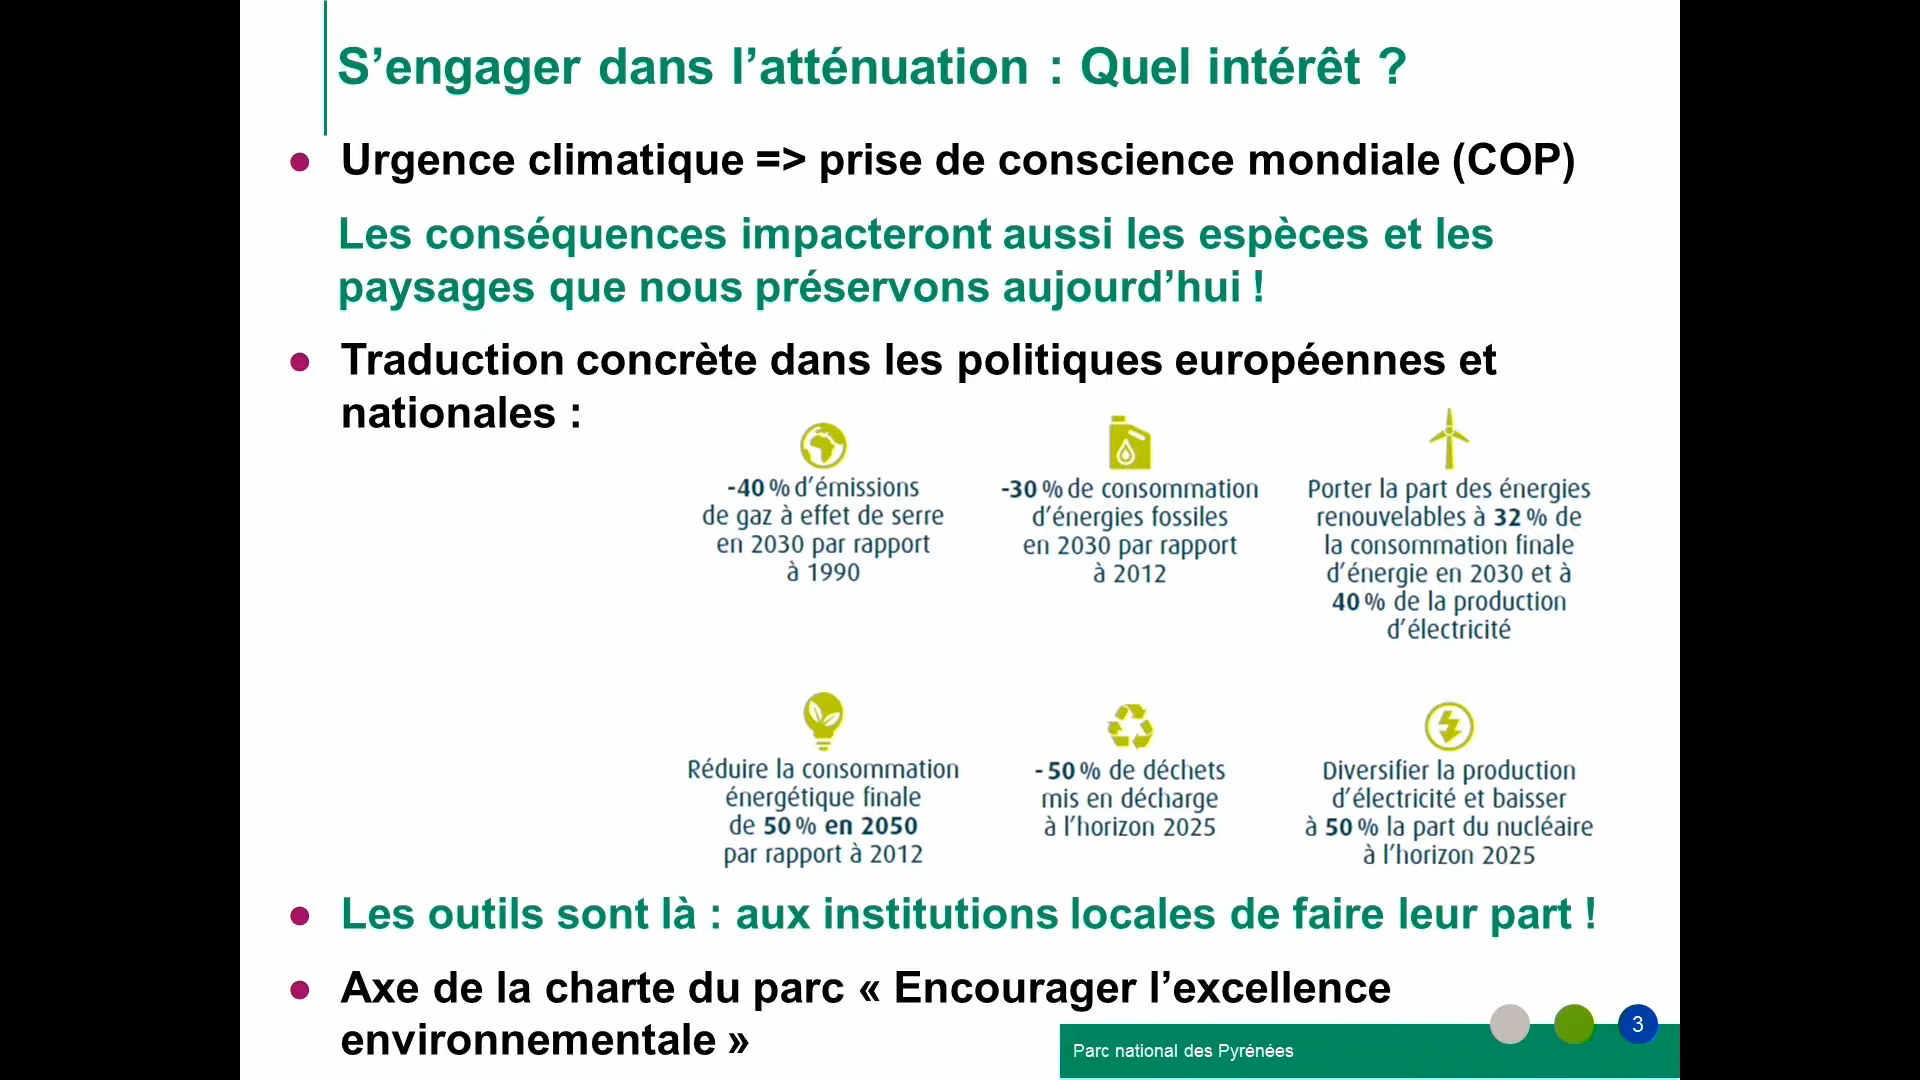 S’engager dans l’atténuation : Quel intérêt ?
● Urgence climatique => prise de conscience mondiale (COP)
Les conséquences impacteront aussi les espèces et les
paysages que nous préservons aujourd’hui !
● Traduction concrète dans les politiques européennes et
nationales :
-40 % d’émissions
de gaz à effet de serre
en 2030 par rapport
à 1990
-30 % de consommation
d’énergies fossiles
en 2030 par rapport
à 2012
Porter la part des énergies
renouvelables à 32 % de
la consommation finale
d’énergie en 2030 et à
40 % de la production
d’électricité
Réduire la consommation
énergétique finale
de 50 % en 2050
par rapport à 2012
- 50 % de déchets
mis en décharge
à l’horizon 2025
Diversifier la production
d’électricité et baisser
à 50 % la part du nucléaire
à l’horizon 2025
● Les outils sont là : aux institutions locales de faire leur part !
● Axe de la charte du parc « Encourager l’excellence
environnementale »
Parc national des Pyrénées
3